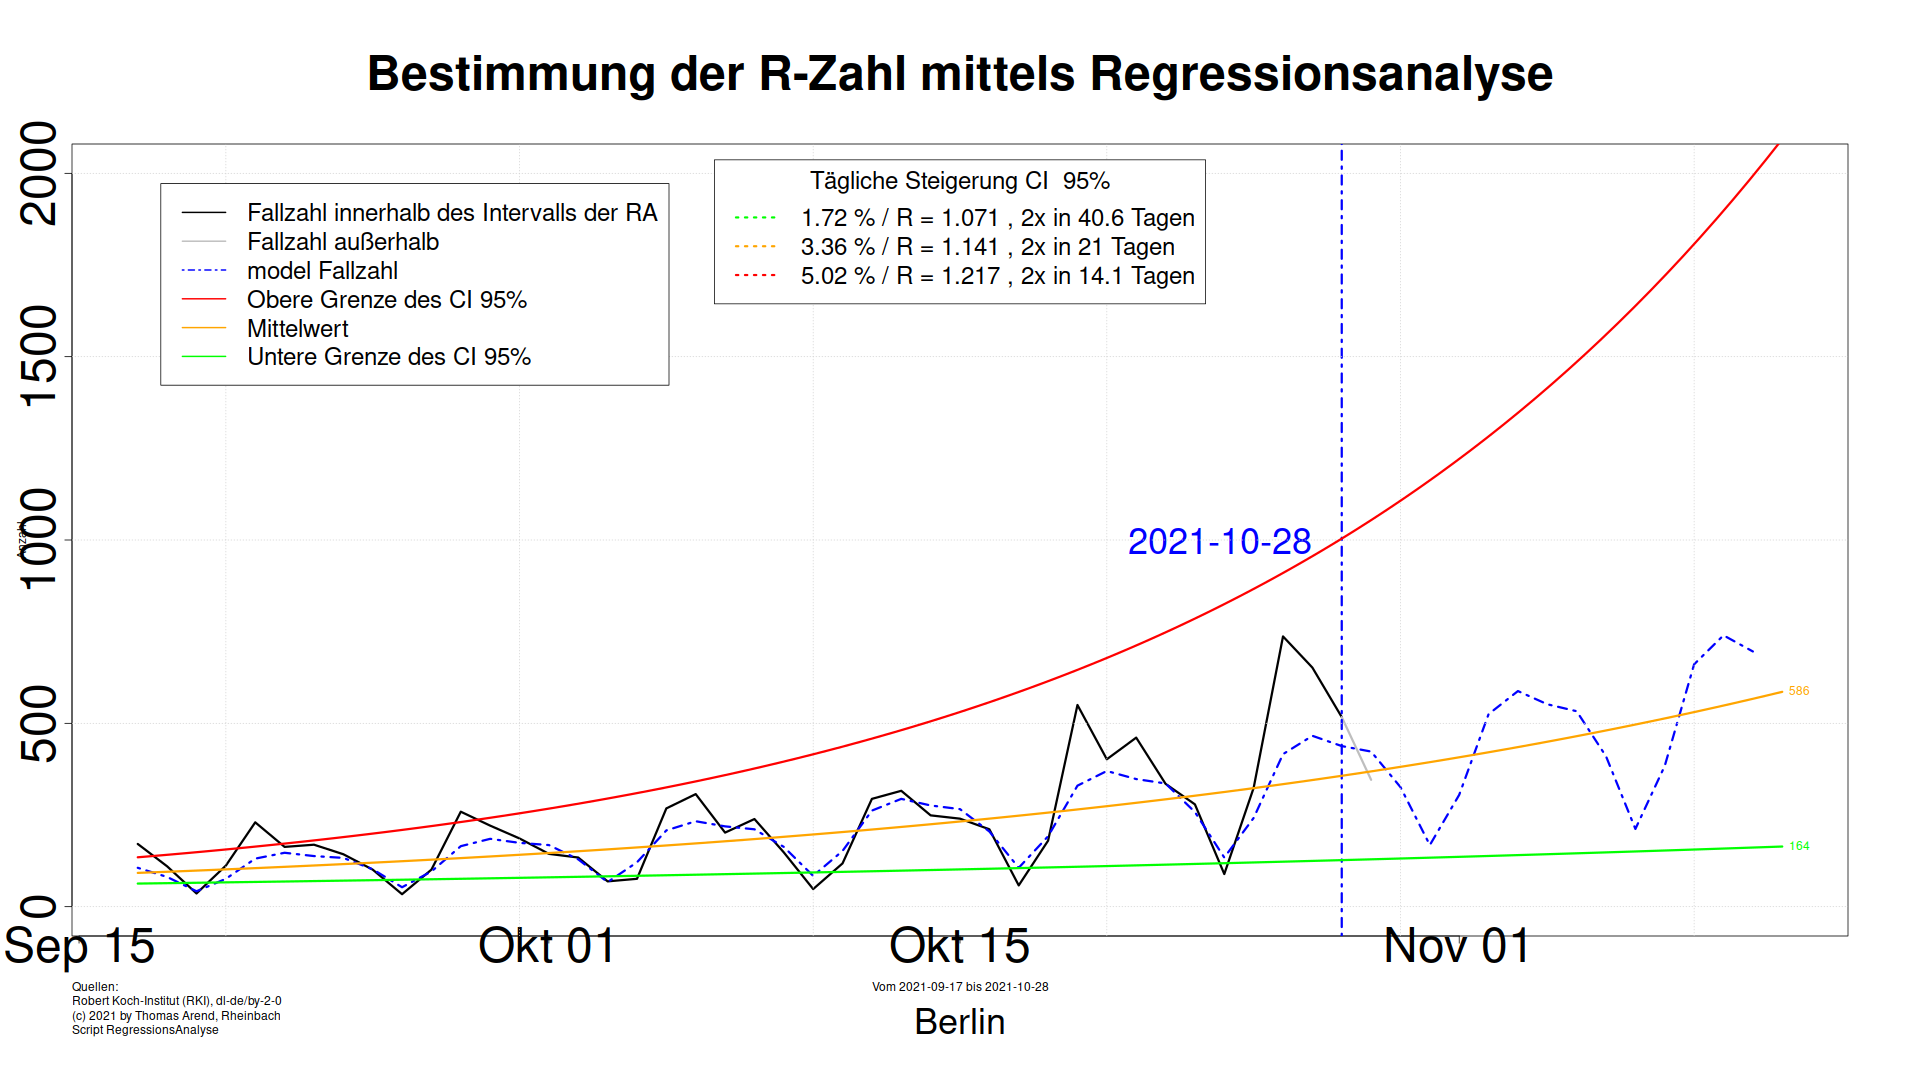 Bestimmung der R-Zahl mittels Regressionsanalyse
2000
1500
1000
500
0
Anzahl
Fallzahl innerhalb des Intervalls der RA
Fallzahl außerhalb
model Fallzahl
Obere Grenze des CI 95%
Mittelwert
Untere Grenze des CI 95%
Tägliche Steigerung CI 95%
1.72 % / R = 1.071 , 2x in 40.6 Tagen
3.36 % / R = 1.141 , 2x in 21 Tagen
5.02 % / R = 1.217 , 2x in 14.1 Tagen
2021-10-28
586
164
Sep 15
Okt 01
Okt 15
Nov 01
Quellen:
Robert Koch-Institut (RKI), dl-de/by-2-0
(c) 2021 by Thomas Arend, Rheinbach
Script RegressionsAnalyse
Vom 2021-09-17 bis 2021-10-28
Berlin